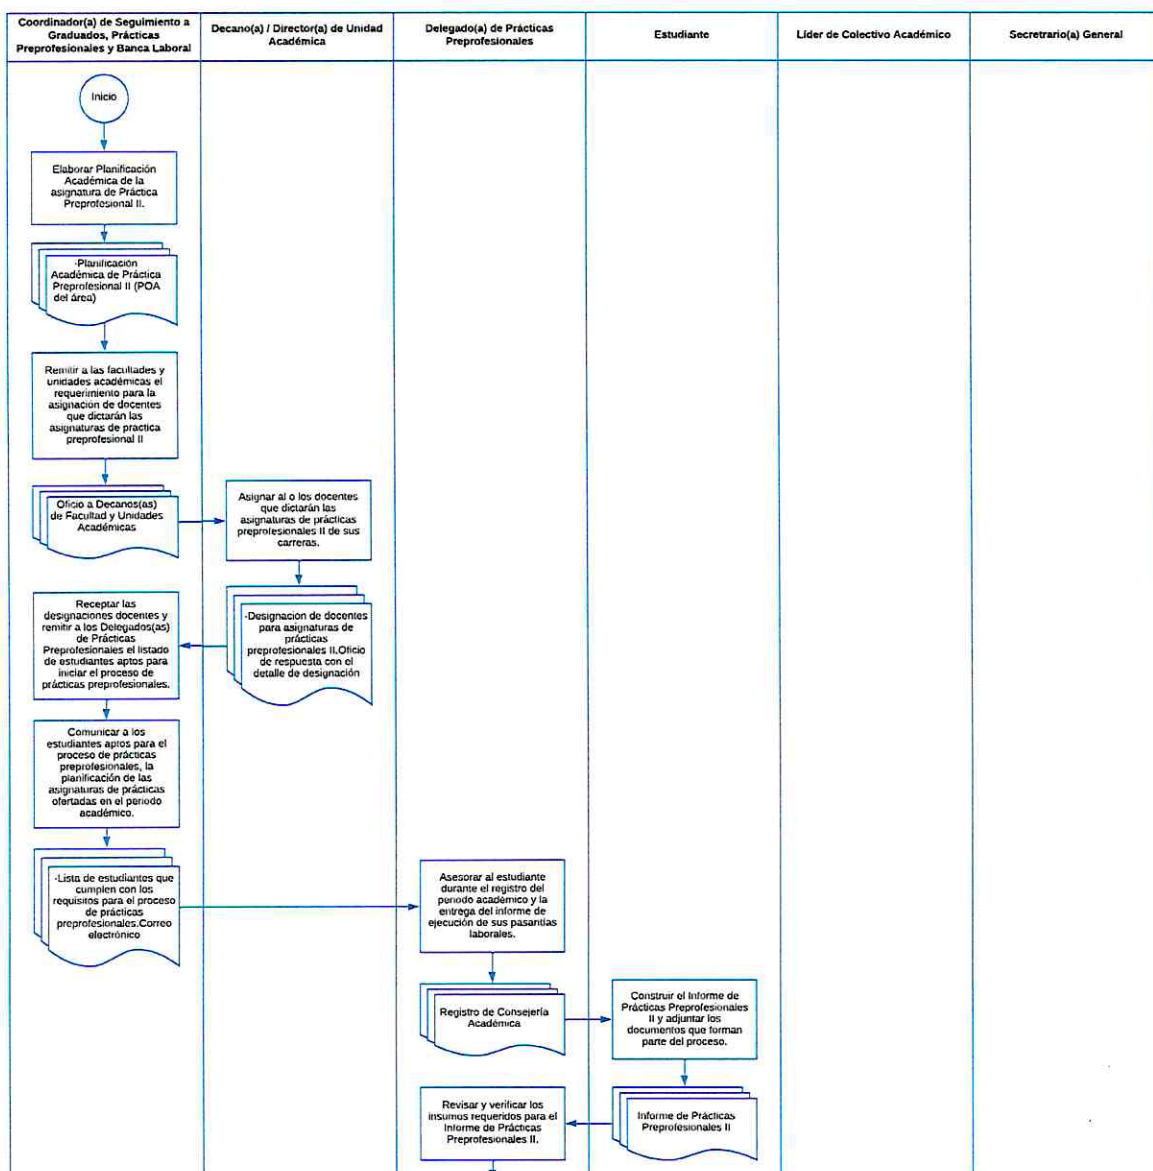 Coordinador(a) de Seguimiento a
Graduados, Prácticas
Preprofesionales y Banca Laboral
Decano(a) / Director(a) de Unidad
Académica
Delegado(a) de Prácticas
Preprofesionales
Estudiante
Líder de Colectivo Académico
Secretario(a) General
Inicio
Elaborar Planificación
Académica de la
asignatura de Práctica
Preprofesional II.
-Planificación
Académica de Práctica
Preprofesional II (POA
del área)
Remitir a las facultades y
unidades académicas el
requerimiento para la
asignación de docentes
que dictarán las
asignaturas de practica
preprofesional II
Oficio a Decanos(as)
de Facultad y Unidades
Académicas
Asignar al o los docentes
que dictarán las
asignaturas de prácticas
preprofesionales II de sus
carreras.
-Designacion de docentes
para asignaturas de
prácticas
preprofesionales II.Oficio
de respuesta con el
detalle de designación
Receptar las
designaciones docentes y
remitir a los Delegados(as)
de Prácticas
Preprofesionales el listado
de estudiantes aptos para
iniciar el proceso de
prácticas preprofesionales.
Comunicar a los
estudiantes aptos para el
proceso de prácticas
preprofesionales, la
planificación de las
asignaturas de prácticas
ofertadas en el periodo
académico.
-Lista de estudiantes que
cumplen con los
requisitos para el proceso
de prácticas
preprofesionales.Correo
electrónico
Asesorar al estudiante
durante el registro del
periodo académico y la
entrega del informe de
ejecución de sus pasantías
laborales.
Registro de Consejería
Académica
Construir el Informe de
Prácticas Preprofesionales
II y adjuntar los
documentos que forman
parte del proceso.
Informe de Prácticas
Preprofesionales II
Revisar y verificar los
insumos requeridos para el
Informe de Prácticas
Preprofesionales II.